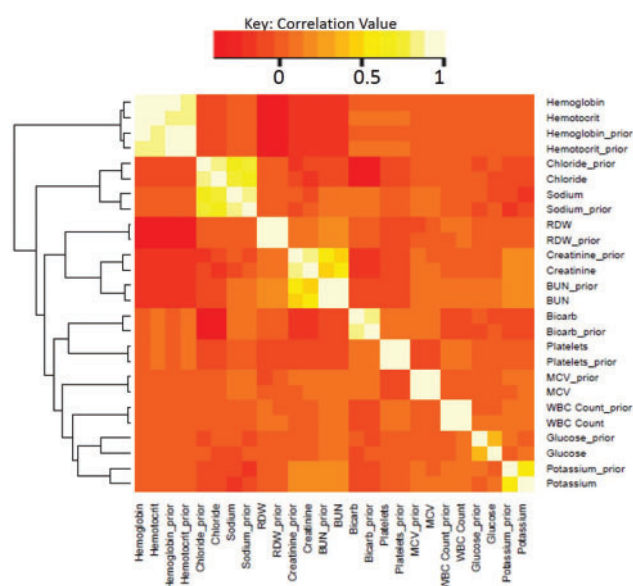 Key: Correlation Value
0 0.5 1
Hemoglobin
Hemotocrit
Hemoglobin_prior
Hemotocrit_prior
Chloride_prior
Chloride
Sodium
Sodium_prior
RDW
RDW_prior
Creatinine_prior
Creatinine
BUN_prior
BUN
Bicarb
Bicarb_prior
Platelets
Platelets_prior
MCV_prior
MCV
WBC Count_prior
WBC Count
Glucose_prior
Glucose
Potassium_prior
Potassium
Hemoglobin
Hemotocrit
Hemoglobin_prior
Hemotocrit_prior
Chloride_prior
Chloride
Sodium
Sodium_prior
RDW
RDW_prior
Creatinine_prior
Creatinine
BUN_prior
BUN
Bicarb
Bicarb_prior
Platelets
Platelets_prior
MCV_prior
MCV
WBC Count_prior
WBC Count
Glucose_prior
Glucose
Potassium_prior
Potassium